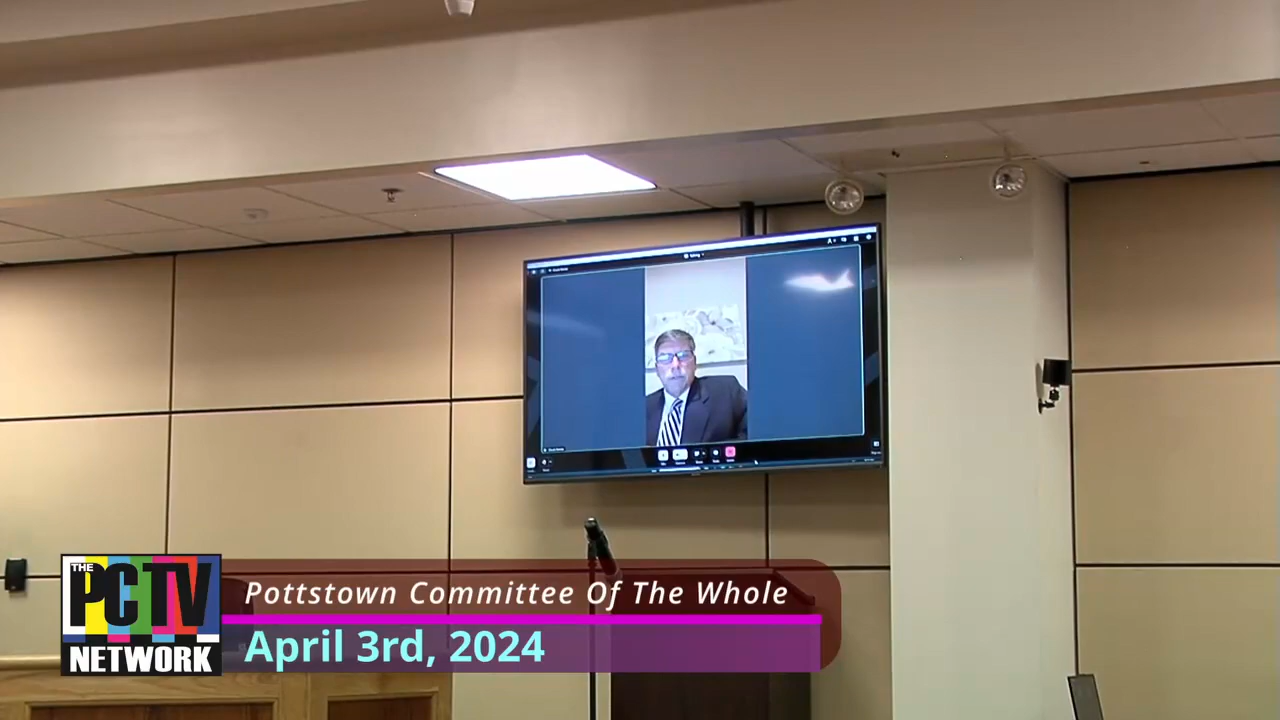 THE
PCTV
NETWORK
Pottstown Committee Of The Whole
April 3rd, 2024